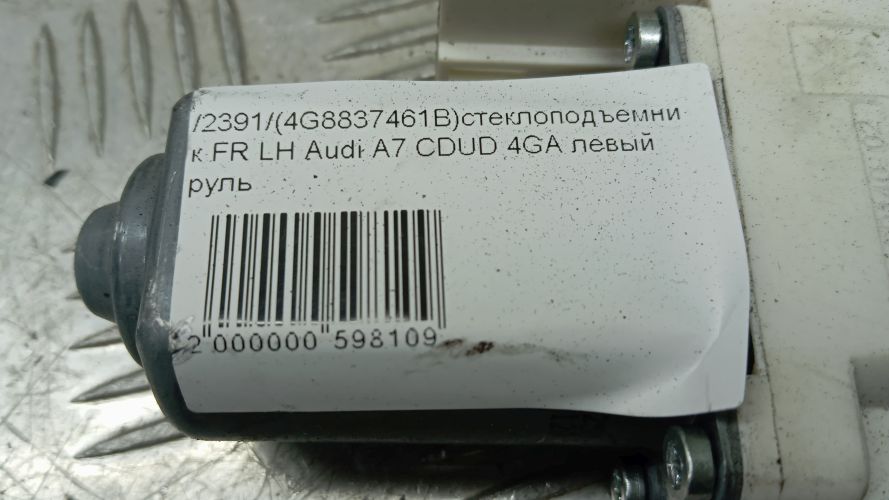 /2391/(4G8837461B)стеклоподъемни
к FR LH Audi A7 CDUD 4GA левый
руль
2 000000 598109